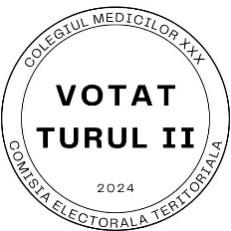 COLEGIUL MEDICILOR XXX
VOTAT
TURUL II
2024
COMISIA ELECTORALA TERITORIALA